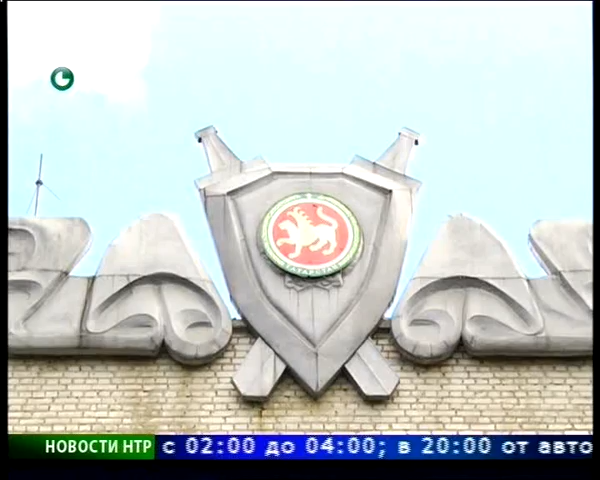 НОВОСТИ НТР с 02:00 до 04:00; в 20:00 от авто